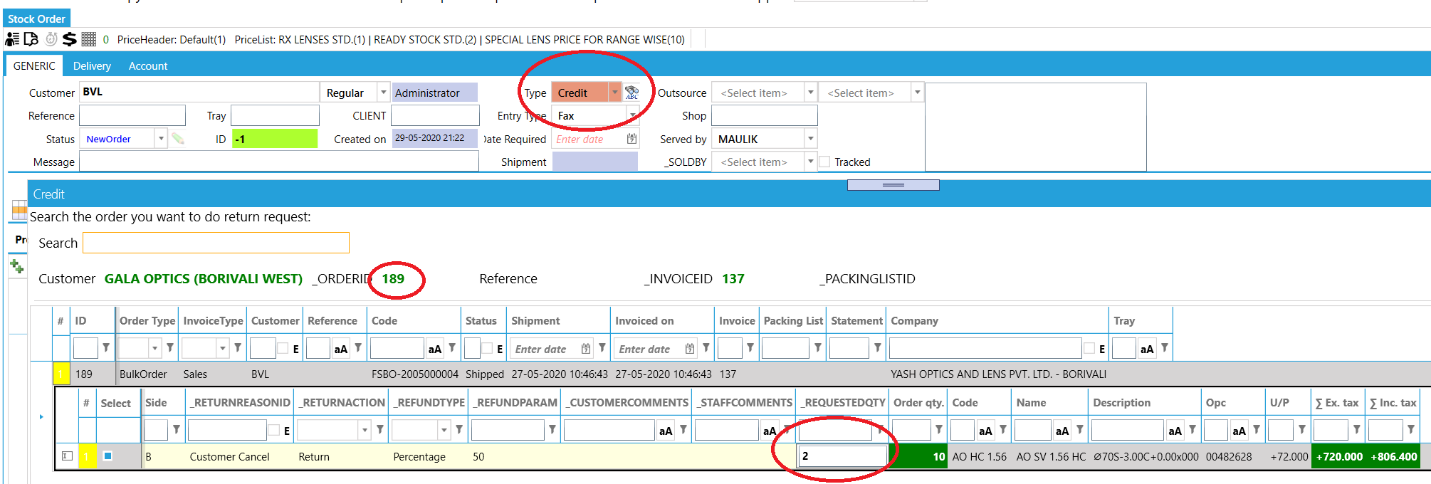 Stock Order
0 PriceHeader: Default(1) PriceList: RX LENSES STD.(1) | READY STOCK STD.(2) | SPECIAL LENS PRICE FOR RANGE WISE(10)
GENERIC Delivery Account
Customer BVL Regular Administrator Type Credit ABC Outsource <Select item> <Select item>
Reference Tray CLIENT Entry Type Fax Shop
Status NewOrder ID -1 Created on 29-05-2020 21:22 Date Required Enter date Served by MAULIK
Message Shipment _SOLDBY <Select item> Tracked
Credit
Search the order you want to do return request:
Pr Search
Customer GALA OPTICS (BORIVALI WEST) _ORDERID 189 Reference _INVOICEID 137 _PACKINGLISTID
# ID Order Type InvoiceType Customer Reference Code Status Shipment Invoiced on Invoice Packing List Statement Company Tray
E aA aA E Enter date Enter date E aA
1 189 BulkOrder Sales BVL FSBO-2005000004 Shipped 27-05-2020 10:46:43 27-05-2020 10:46:43 137 YASH OPTICS AND LENS PVT. LTD. - BORIVALI
# Select Side _RETURNREASONID _RETURNACTION _REFUNDTYPE _REFUNDPARAM _CUSTOMERCOMMENTS _STAFFCOMMENTS _REQUESTEDQTY Order qty. Code Name Description Opc U/P ∑ Ex. tax ∑ Inc. tax
E aA aA aA aA aA aA
1 B Customer Cancel Return Percentage 50 2 10 AO HC 1.56 AO SV 1.56 HC Ø70S-3.00C+0.00x000 00482628 +72.000 +720.000 +806.400